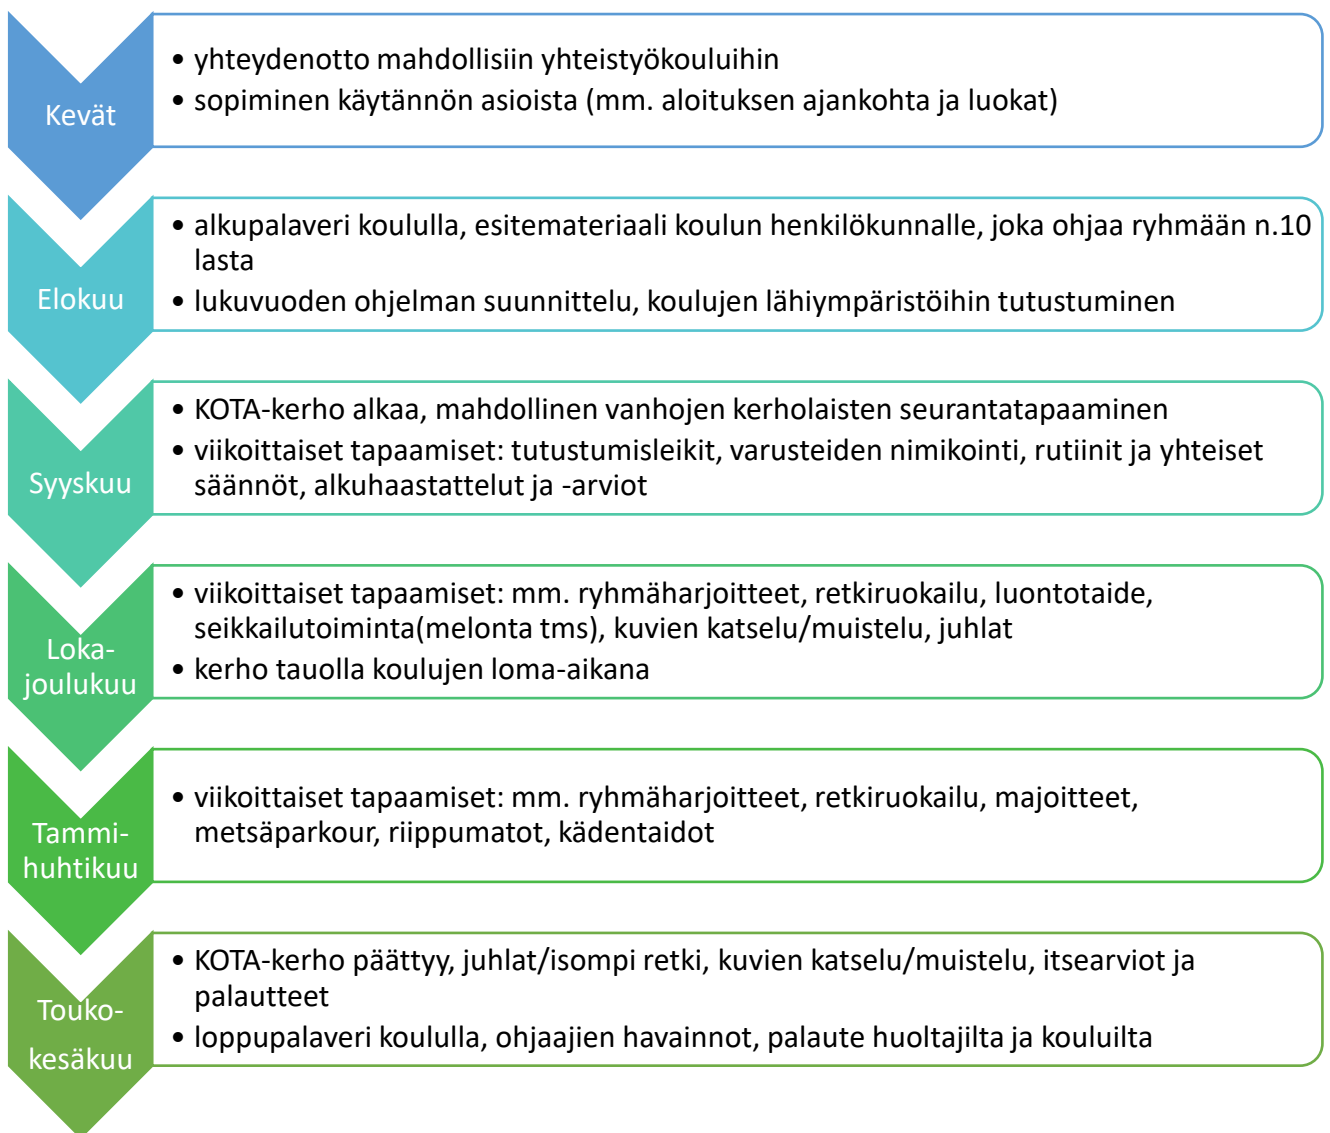 Kevät
• yhteydenotto mahdollisiin yhteistyökouluihin
• sopiminen käytännön asioista (mm. aloituksen ajankohta ja luokat)
Elokuu
• alkupalaveri koululla, esitemateriaali koulun henkilökunnalle, joka ohjaa ryhmään n.10
lasta
• lukuvuoden ohjelman suunnittelu, koulujen lähiympäristöihin tutustuminen
Syyskuu
• KOTA-kerho alkaa, mahdollinen vanhojen kerholaisten seurantatapaaminen
• viikoittaiset tapaamiset: tutustumisleikit, varusteiden nimikointi, rutiinit ja yhteiset
säännöt, alkuhaastattelut ja -arviot
Loka-
joulukuu
• viikoittaiset tapaamiset: mm. ryhmäharjoitteet, retkiruokailu, luontotaide,
seikkailutoiminta(melonta tms), kuvien katselu/muistelu, juhlat
• kerho tauolla koulujen loma-aikana
Tammi-
huhtikuu
• viikoittaiset tapaamiset: mm. ryhmäharjoitteet, retkiruokailu, majoitteet,
metsäparkour, riippumatot, kädentaidot
Touko-
kesäkuu
• KOTA-kerho päättyy, juhlat/isompi retki, kuvien katselu/muistelu, itsearviot ja
palautteet
• loppupalaveri koululla, ohjaajien havainnot, palaute huoltajilta ja kouluilta